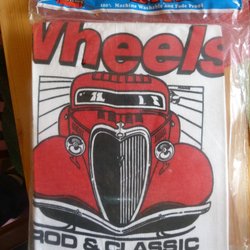 100% Machine Washable and Fade Proof
Wheels
ROD & CLASSIC